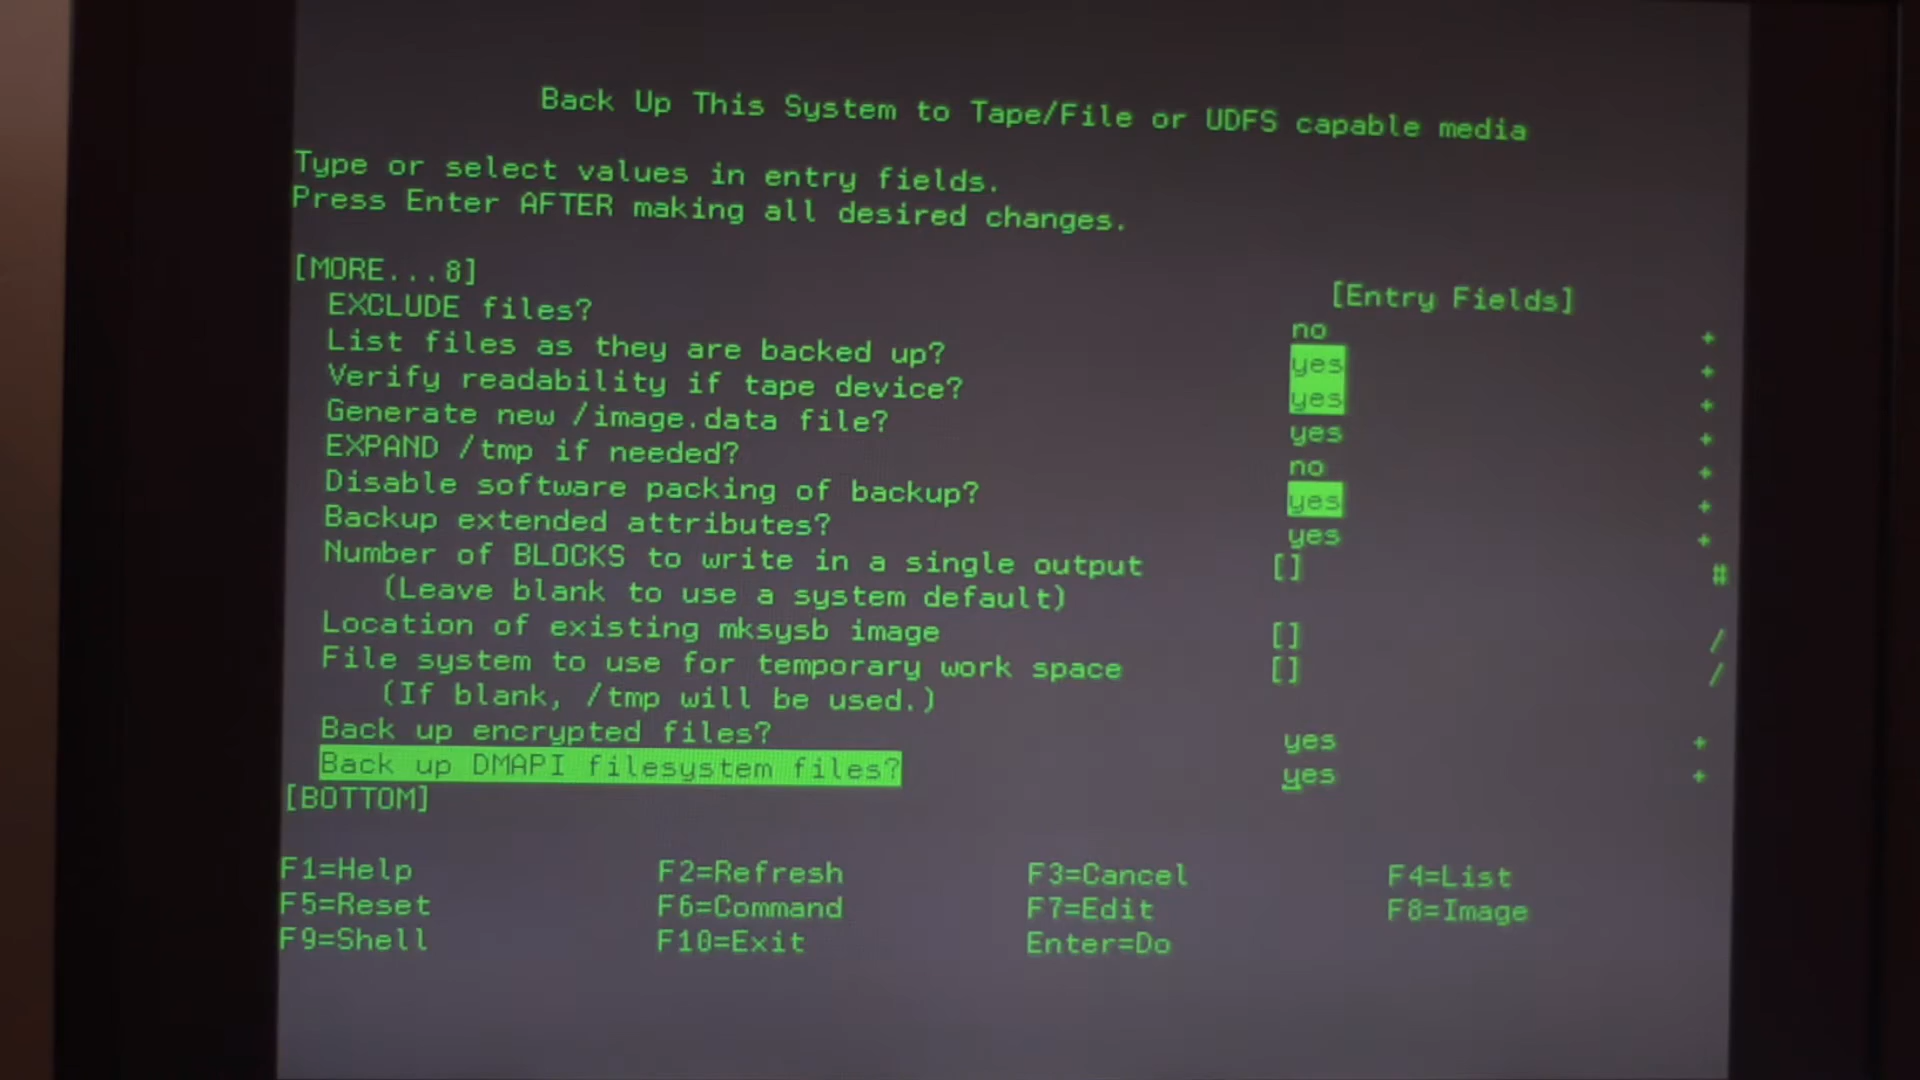 Back Up This System to Tape/File or UDFS capable media
Type or select values in entry fields.
Press Enter AFTER making all desired changes.
[MORE...8] [Entry Fields]
EXCLUDE files? no +
List files as they are backed up? yes +
Verify readability if tape device? yes +
Generate new /image.data file? yes +
EXPAND /tmp if needed? no +
Disable software packing of backup? yes +
Backup extended attributes? yes +
Number of BLOCKS to write in a single output [] #
(Leave blank to use a system default)
Location of existing mksysb image [] /
File system to use for temporary work space [] /
(If blank, /tmp will be used.)
Back up encrypted files? yes +
Back up DMAPI filesystem files? yes +
[BOTTOM]
F1=Help F2=Refresh F3=Cancel F4=List
F5=Reset F6=Command F7=Edit F8=Image
F9=Shell F10=Exit Enter=Do